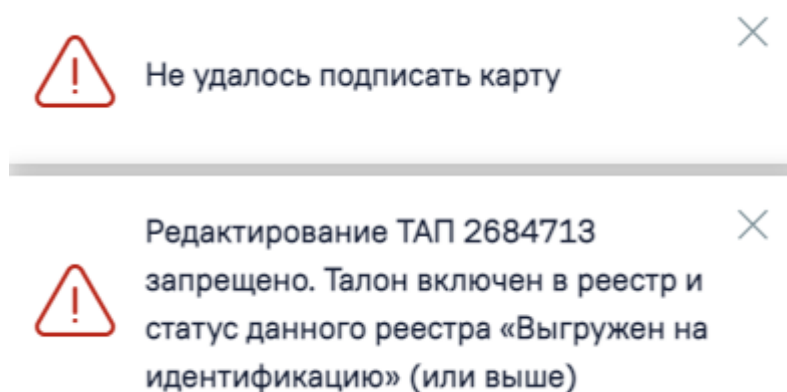 Не удалось подписать карту
Редактирование ТАП 2684713
запрещено. Талон включен в реестр и
статус данного реестра «Выгружен на
идентификацию» (или выше)